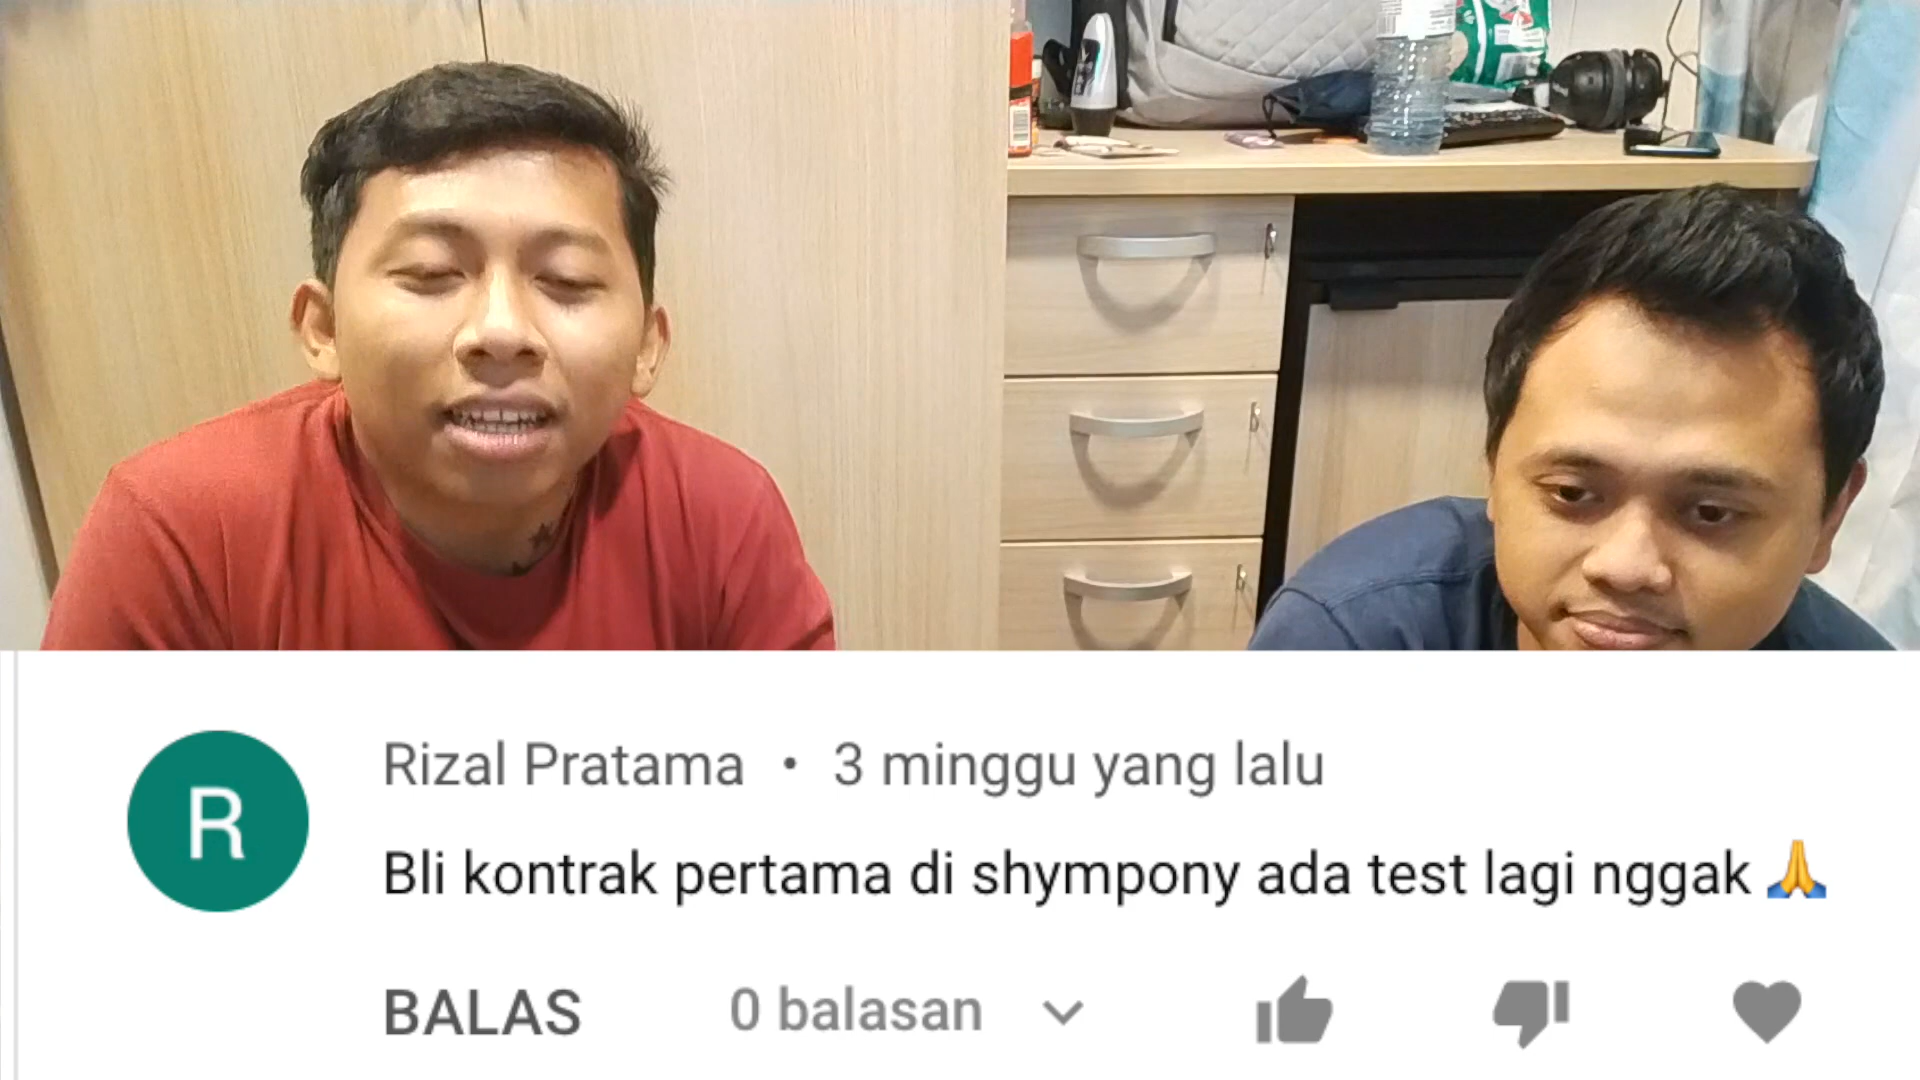 R
Rizal Pratama • 3 minggu yang lalu
Bli kontrak pertama di shympony ada test lagi nggak 🙏
BALAS 0 balasan